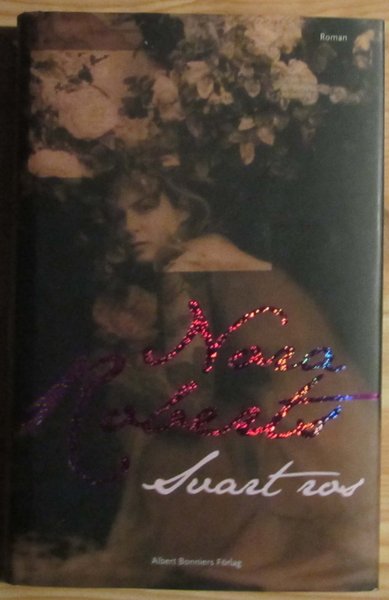 Roman
Nora
Roberts
Svart ros
Albert Bonniers Förlag